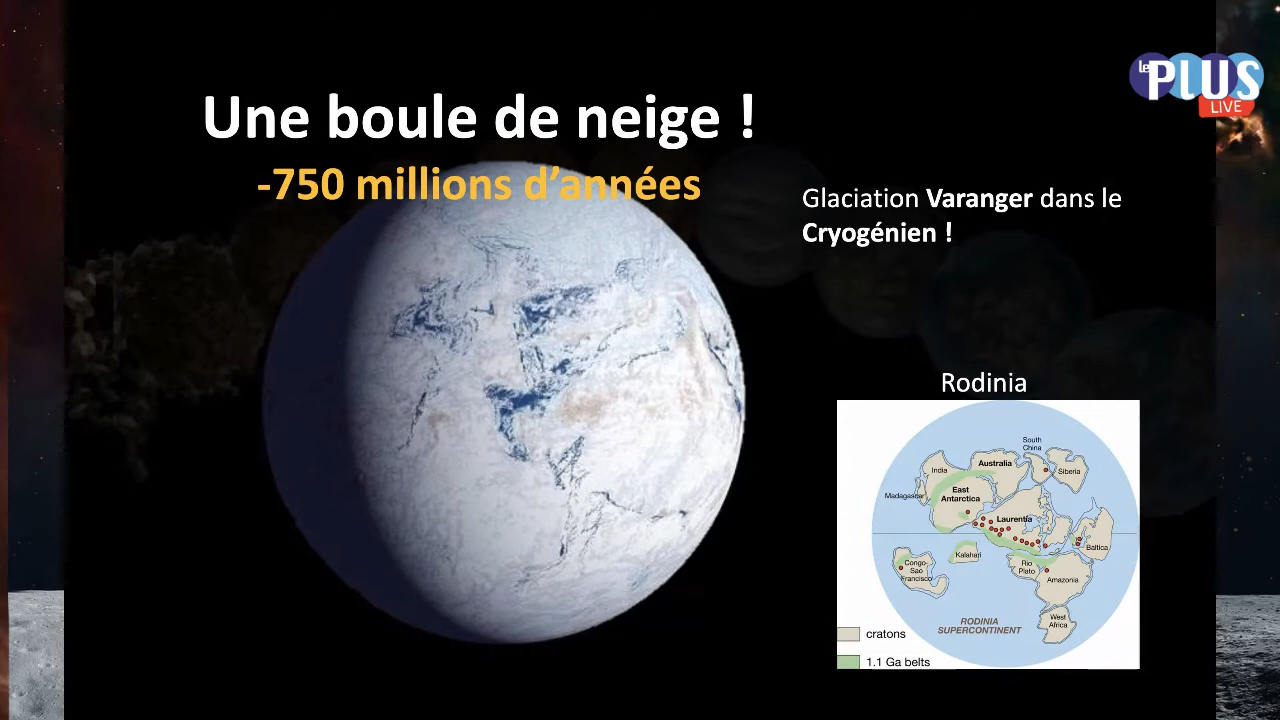 le
PLUS
LIVE
Une boule de neige !
-750 millions d’années
Glaciation Varanger dans le
Cryogénien !
Rodinia
South
China
India
Australia
Siberia
Madagascar
East
Antarctica
Laurentia
Baltica
Kalahari
Congo-
Sao
Francisco
Rio
Plato
Amazonia
West
Africa
RODINIA
SUPERCONTINENT
cratons
1.1 Ga belts